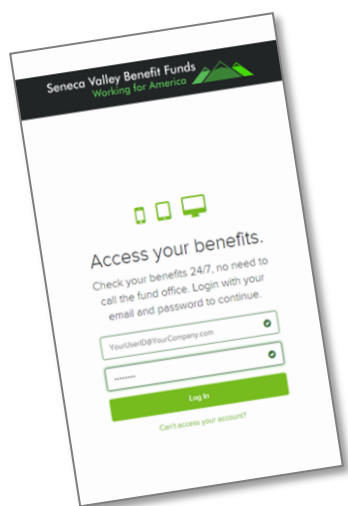 Seneca Valley Benefit Funds
Working for America
Access your benefits.
Check your benefits 24/7, no need to
call the fund office. Login with your
email and password to continue.
YourUserID@YourCompany.com
········
Log In
Can't access your account?